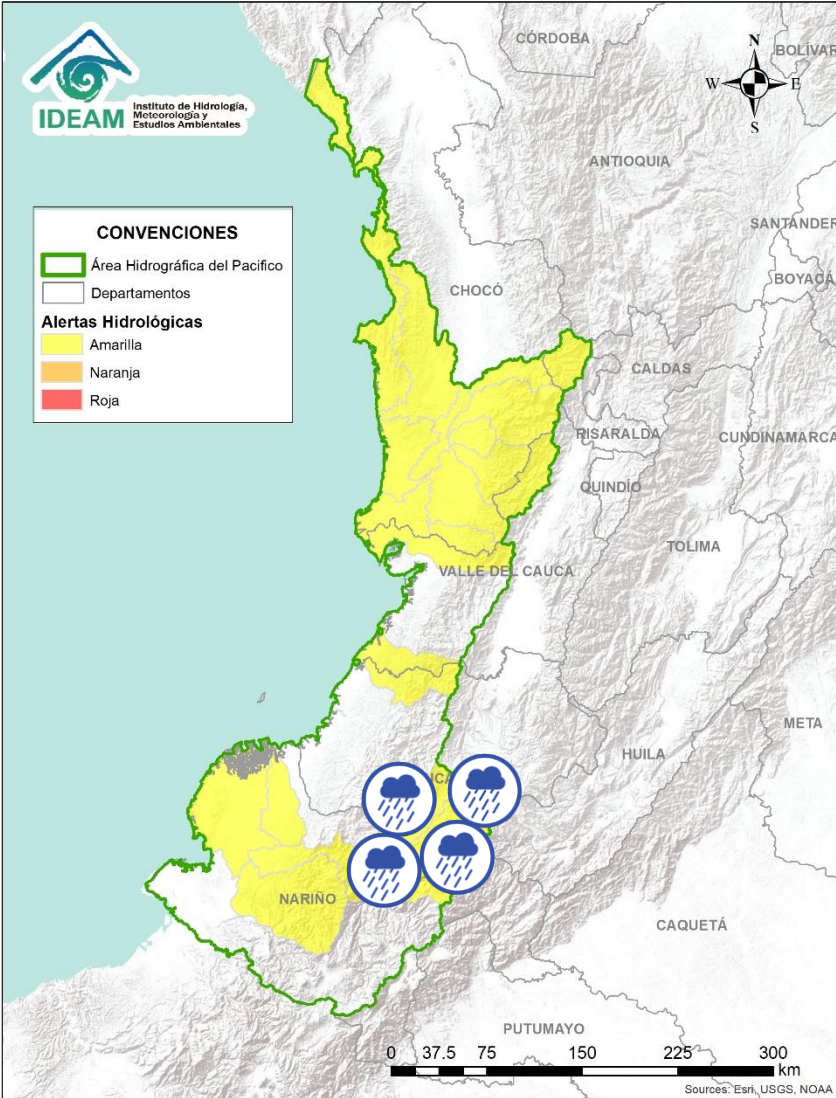 IDEAM
Instituto de Hidrología,
Meteorología y
Estudios Ambientales
CÓRDOBA
BOLÍVAR
N
W
E
S
ANTIOQUIA
SANTANDER
CONVENCIONES
Área Hidrográfica del Pacifico
Departamentos
Alertas Hidrológicas
Amarilla
Naranja
Roja
BOYACÁ
CHOCÓ
CALDAS
RISARALDA
CUNDINAMARCA
QUINDÍO
TOLIMA
VALLE DEL CAUCA
META
HUILA
NARIÑO
CAQUETÁ
PUTUMAYO
0 37.5 75 150 225 300
km
Sources: Esri, USGS, NOAA